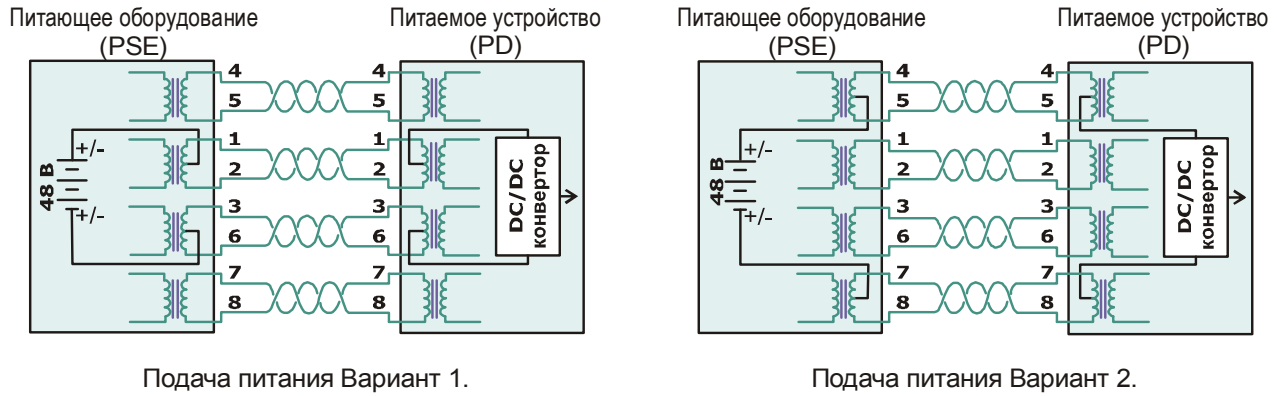 Питающее оборудование
(PSE)
Питаемое устройство
(PD)
4
5
1
2
3
6
7
8
4
5
1
2
3
6
7
8
+/-
48 В
+/-
DC/DC
конвертор
Подача питания Вариант 1.
Питающее оборудование
(PSE)
Питаемое устройство
(PD)
4
5
1
2
3
6
7
8
4
5
1
2
3
6
7
8
+/-
48 В
+/-
DC/DC
конвертор
Подача питания Вариант 2.